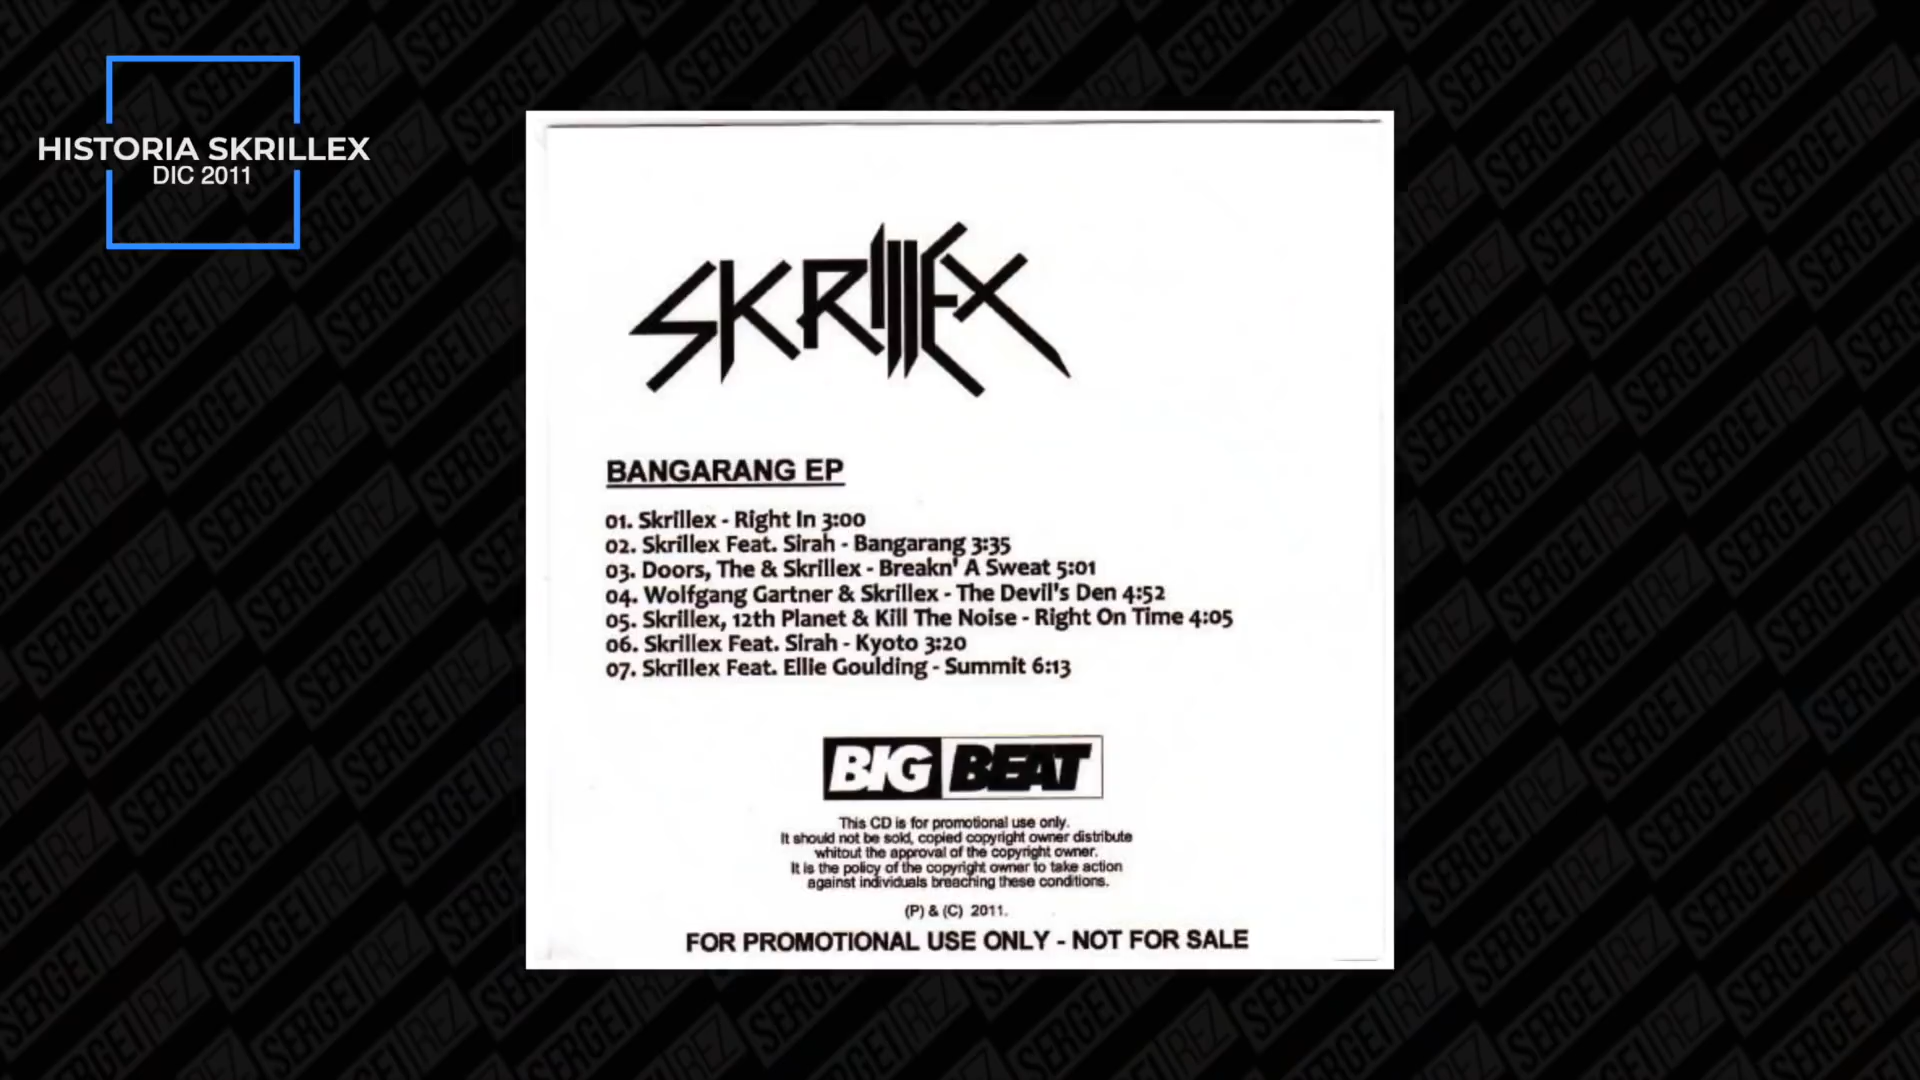 HISTORIA SKRILLEX
DIC 2011
SKRILLEX
BANGARANG EP
01. Skrillex - Right In 3:00
02. Skrillex Feat. Sirah - Bangarang 3:35
03. Doors, The & Skrillex - Breakn' A Sweat 5:01
04. Wolfgang Gartner & Skrillex - The Devil's Den 4:52
05. Skrillex, 12th Planet & Kill The Noise - Right On Time 4:05
06. Skrillex Feat. Sirah - Kyoto 3:20
07. Skrillex Feat. Ellie Goulding - Summit 6:13
BIG BEAT
This CD is for promotional use only.
It should not be sold, copied copyright owner distribute
whitout the approval of the copyright owner.
It is the policy of the copyright owner to take action
against individuals breaching these conditions.
(P) & (C) 2011.
FOR PROMOTIONAL USE ONLY - NOT FOR SALE
SERGEI REZ